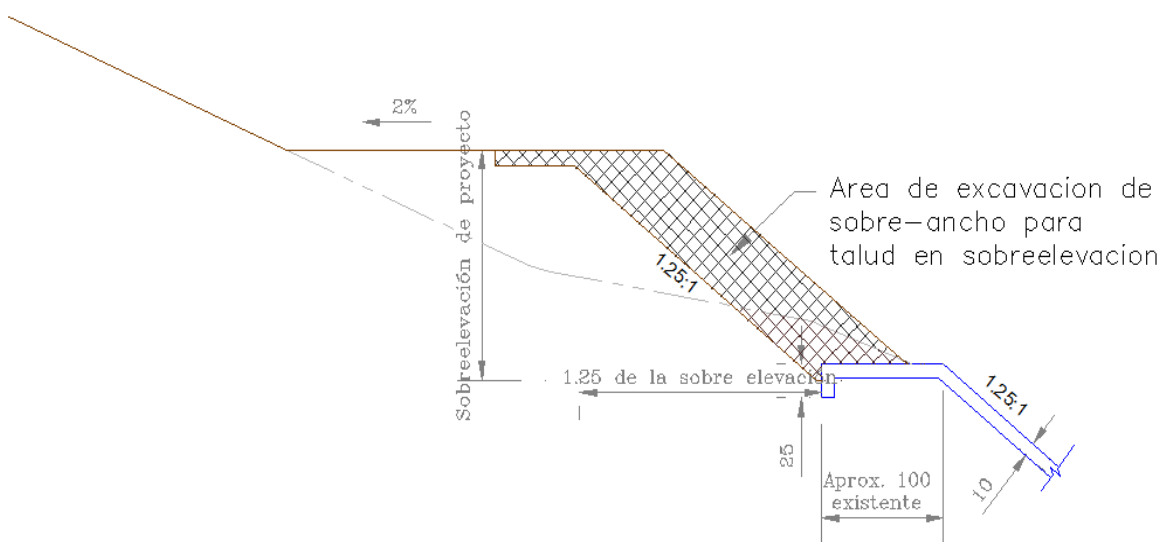 2%
Sobreelevación de proyecto
Area de excavacion de
sobre-ancho para
talud en sobreelevacion
1.25:1
1.25 de la sobre elevación
1.25:1
25
Aprox. 100
existente
10